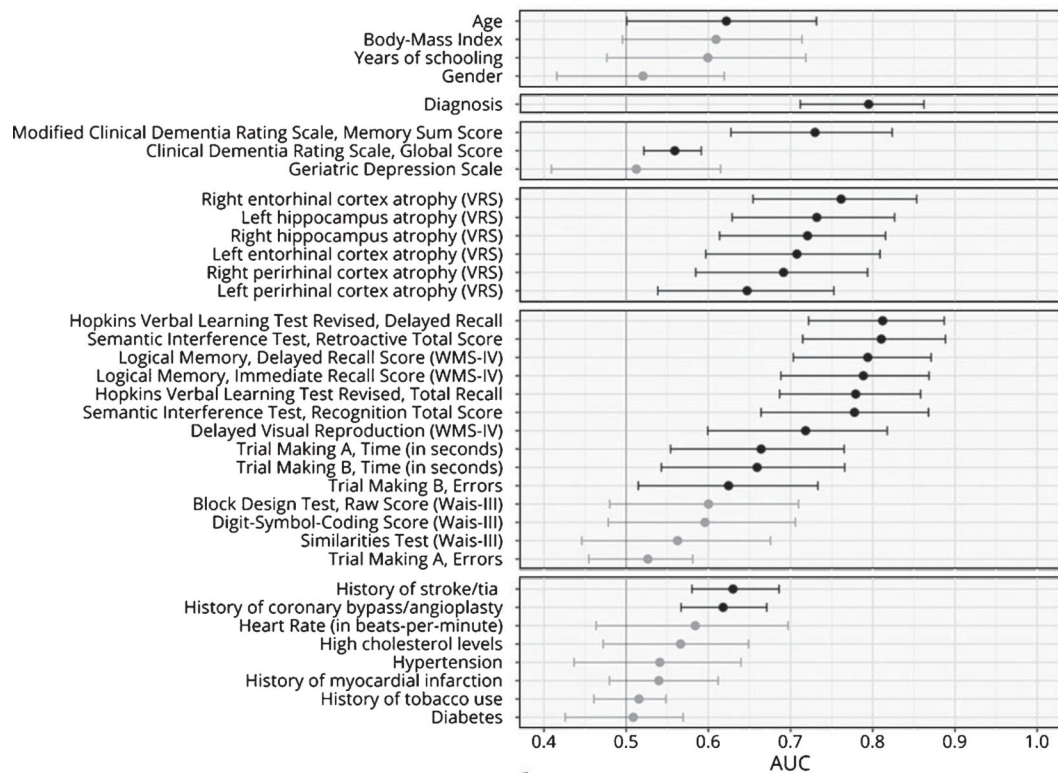 Age
Body-Mass Index
Years of schooling
Gender
Diagnosis
Modified Clinical Dementia Rating Scale, Memory Sum Score
Clinical Dementia Rating Scale, Global Score
Geriatric Depression Scale
Right entorhinal cortex atrophy (VRS)
Left hippocampus atrophy (VRS)
Right hippocampus atrophy (VRS)
Left entorhinal cortex atrophy (VRS)
Right perirhinal cortex atrophy (VRS)
Left perirhinal cortex atrophy (VRS)
Hopkins Verbal Learning Test Revised, Delayed Recall
Semantic Interference Test, Retroactive Total Score
Logical Memory, Delayed Recall Score (WMS-IV)
Logical Memory, Immediate Recall Score (WMS-IV)
Hopkins Verbal Learning Test Revised, Total Recall
Semantic Interference Test, Recognition Total Score
Delayed Visual Reproduction (WMS-IV)
Trial Making A, Time (in seconds)
Trial Making B, Time (in seconds)
Trial Making B, Errors
Block Design Test, Raw Score (Wais-III)
Digit-Symbol-Coding Score (Wais-III)
Similarities Test (Wais-III)
Trial Making A, Errors
History of stroke/tia
History of coronary bypass/angioplasty
Heart Rate (in beats-per-minute)
High cholesterol levels
Hypertension
History of myocardial infarction
History of tobacco use
Diabetes
0.4 0.5 0.6 0.7 0.8 0.9 1.0
AUC